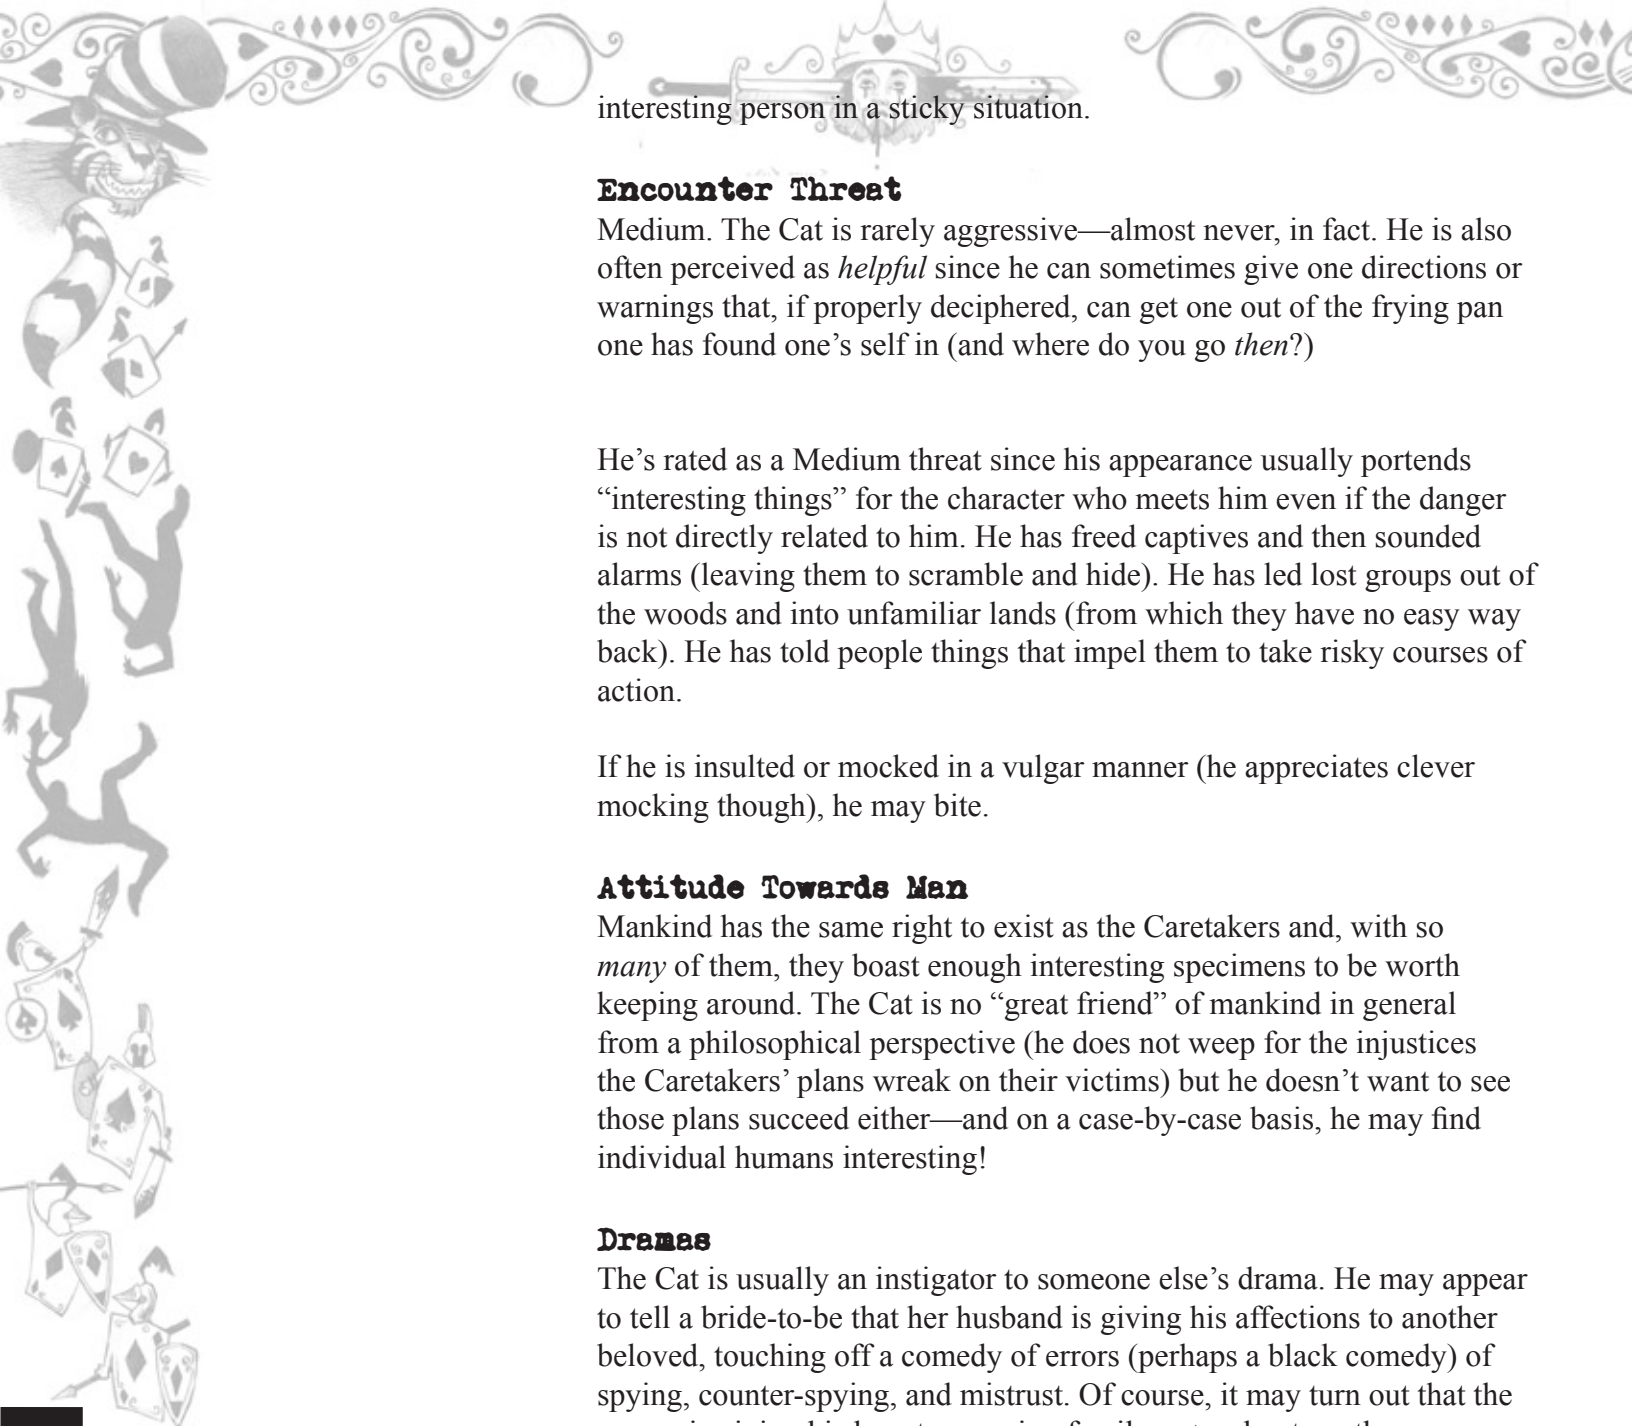 interesting person in a sticky situation.
Encounter Threat
Medium. The Cat is rarely aggressive—almost never, in fact. He is also
often perceived as helpful since he can sometimes give one directions or
warnings that, if properly deciphered, can get one out of the frying pan
one has found one’s self in (and where do you go then?)
He’s rated as a Medium threat since his appearance usually portends
“interesting things” for the character who meets him even if the danger
is not directly related to him. He has freed captives and then sounded
alarms (leaving them to scramble and hide). He has led lost groups out of
the woods and into unfamiliar lands (from which they have no easy way
back). He has told people things that impel them to take risky courses of
action.
If he is insulted or mocked in a vulgar manner (he appreciates clever
mocking though), he may bite.
Attitude Towards Man
Mankind has the same right to exist as the Caretakers and, with so
many of them, they boast enough interesting specimens to be worth
keeping around. The Cat is no “great friend” of mankind in general
from a philosophical perspective (he does not weep for the injustices
the Caretakers’ plans wreak on their victims) but he doesn’t want to see
those plans succeed either—and on a case-by-case basis, he may find
individual humans interesting!
Dramas
The Cat is usually an instigator to someone else’s drama. He may appear
to tell a bride-to-be that her husband is giving his affections to another
beloved, touching off a comedy of errors (perhaps a black comedy) of
spying, counter-spying, and mistrust. Of course, it may turn out that the